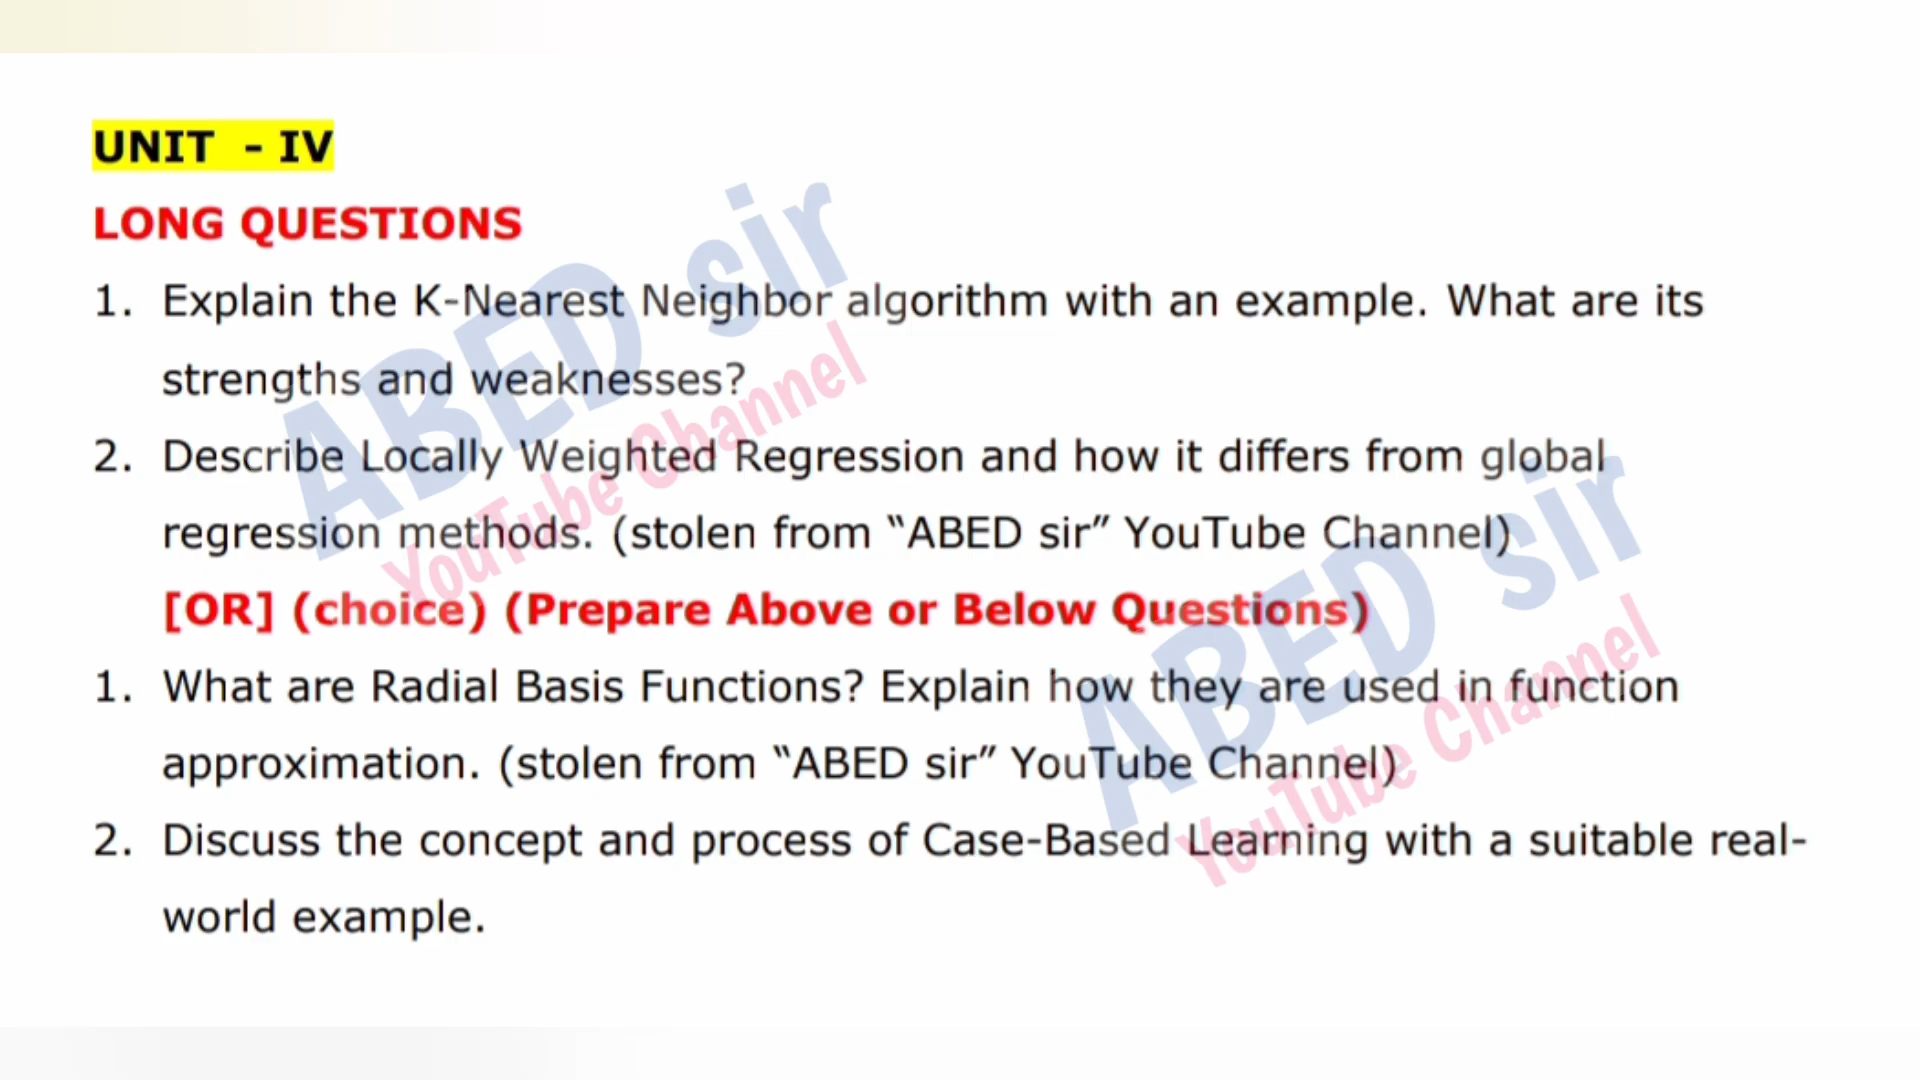 UNIT - IV
LONG QUESTIONS
1. Explain the K-Nearest Neighbor algorithm with an example. What are its
strengths and weaknesses?
2. Describe Locally Weighted Regression and how it differs from global
regression methods. (stolen from “ABED sir” YouTube Channel)
[OR] (choice) (Prepare Above or Below Questions)
1. What are Radial Basis Functions? Explain how they are used in function
approximation. (stolen from “ABED sir” YouTube Channel)
2. Discuss the concept and process of Case-Based Learning with a suitable real-
world example.
ABED sir
YouTube Channel
ABED sir
YouTube Channel